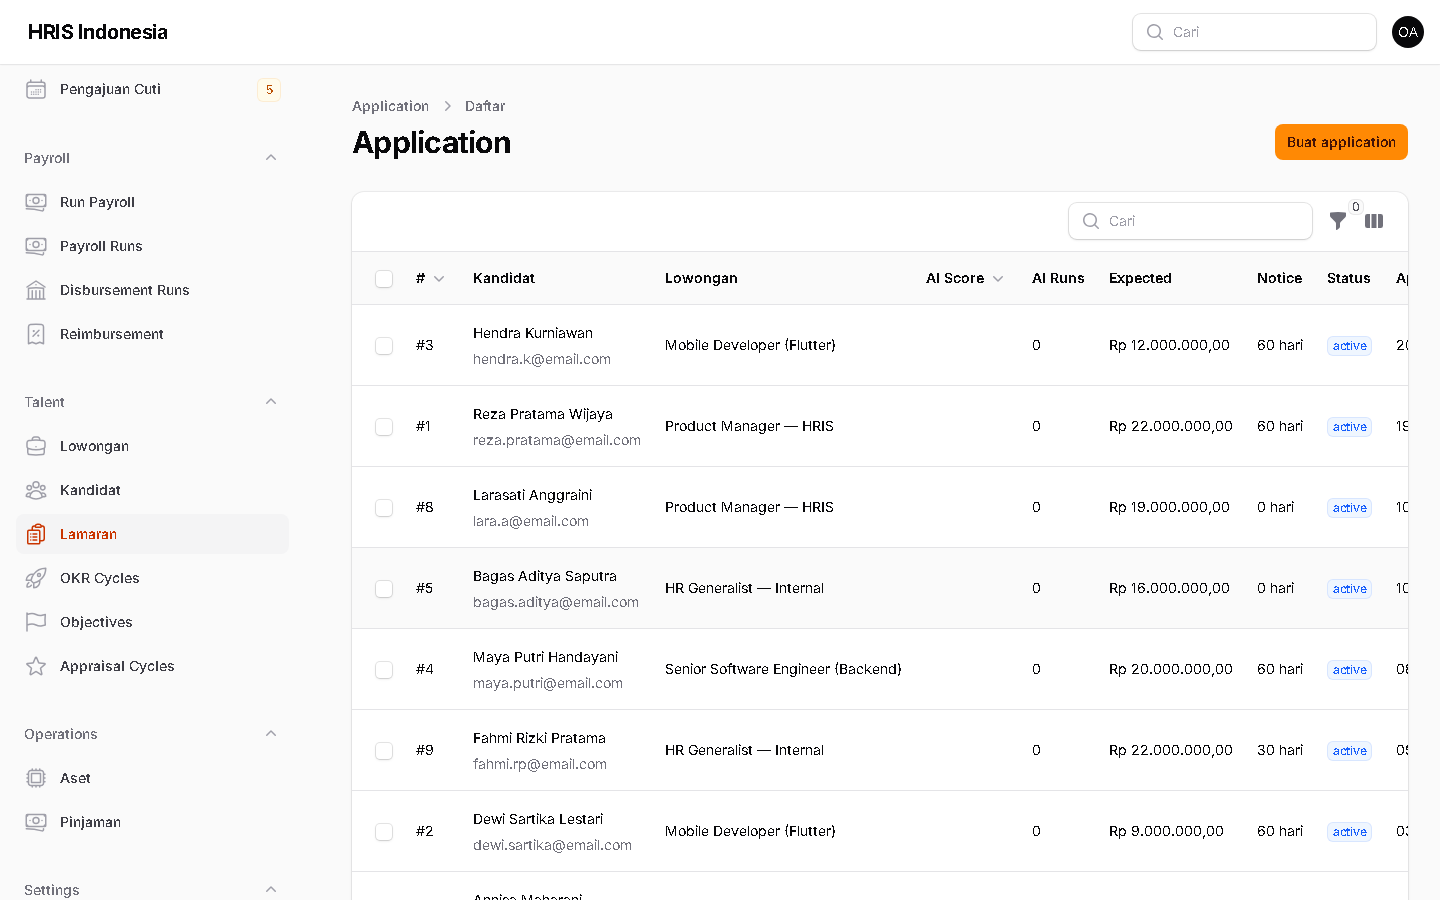 HRIS Indonesia
Cari
OA
Pengajuan Cuti
5
Payroll
Run Payroll
Payroll Runs
Disbursement Runs
Reimbursement
Talent
Lowongan
Kandidat
Lamaran
OKR Cycles
Objectives
Appraisal Cycles
Operations
Aset
Pinjaman
Settings
Application > Daftar
Application
Buat application
Cari
0
# Kandidat Lowongan AI Score AI Runs Expected Notice Status
#3 Hendra Kurniawan Mobile Developer (Flutter) 0 Rp 12.000.000,00 60 hari active
hendra.k@email.com
#1 Reza Pratama Wijaya Product Manager — HRIS 0 Rp 22.000.000,00 60 hari active
reza.pratama@email.com
#8 Larasati Anggraini Product Manager — HRIS 0 Rp 19.000.000,00 0 hari active
lara.a@email.com
#5 Bagas Aditya Saputra HR Generalist — Internal 0 Rp 16.000.000,00 0 hari active
bagas.aditya@email.com
#4 Maya Putri Handayani Senior Software Engineer (Backend) 0 Rp 20.000.000,00 60 hari active
maya.putri@email.com
#9 Fahmi Rizki Pratama HR Generalist — Internal 0 Rp 22.000.000,00 30 hari active
fahmi.rp@email.com
#2 Dewi Sartika Lestari Mobile Developer (Flutter) 0 Rp 9.000.000,00 60 hari active
dewi.sartika@email.com